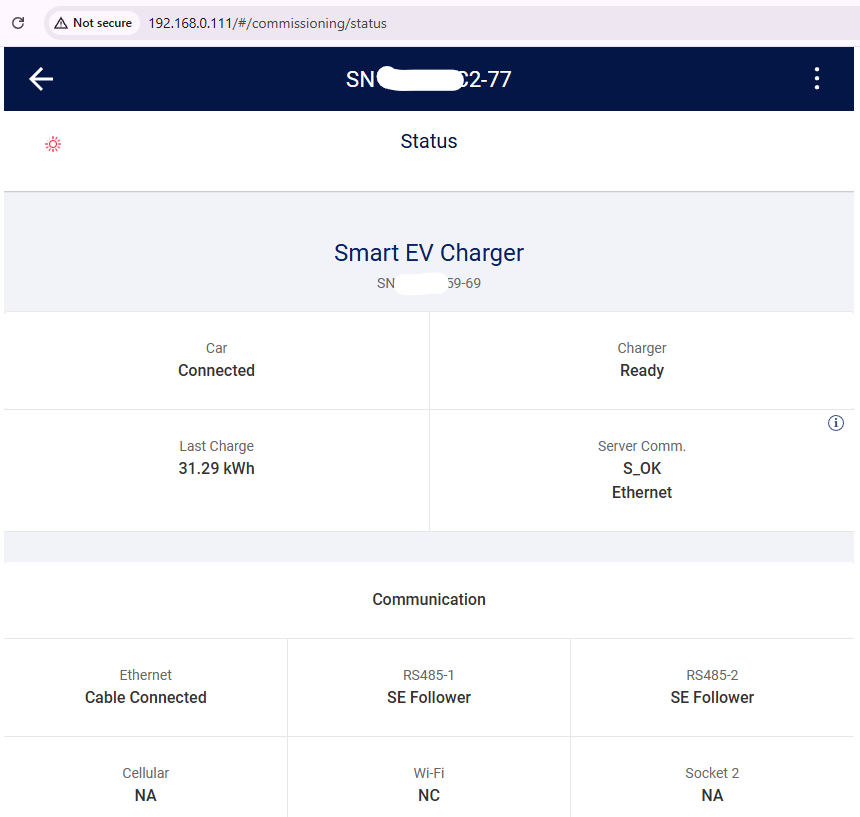 Not secure 192.168.0.111/#/commissioning/status
SN C2-77
Status
Smart EV Charger
SN 59-69
Car
Connected
Charger
Ready
Last Charge
31.29 kWh
Server Comm.
S_OK
Ethernet
Communication
Ethernet
Cable Connected
RS485-1
SE Follower
RS485-2
SE Follower
Cellular
NA
Wi-Fi
NC
Socket 2
NA